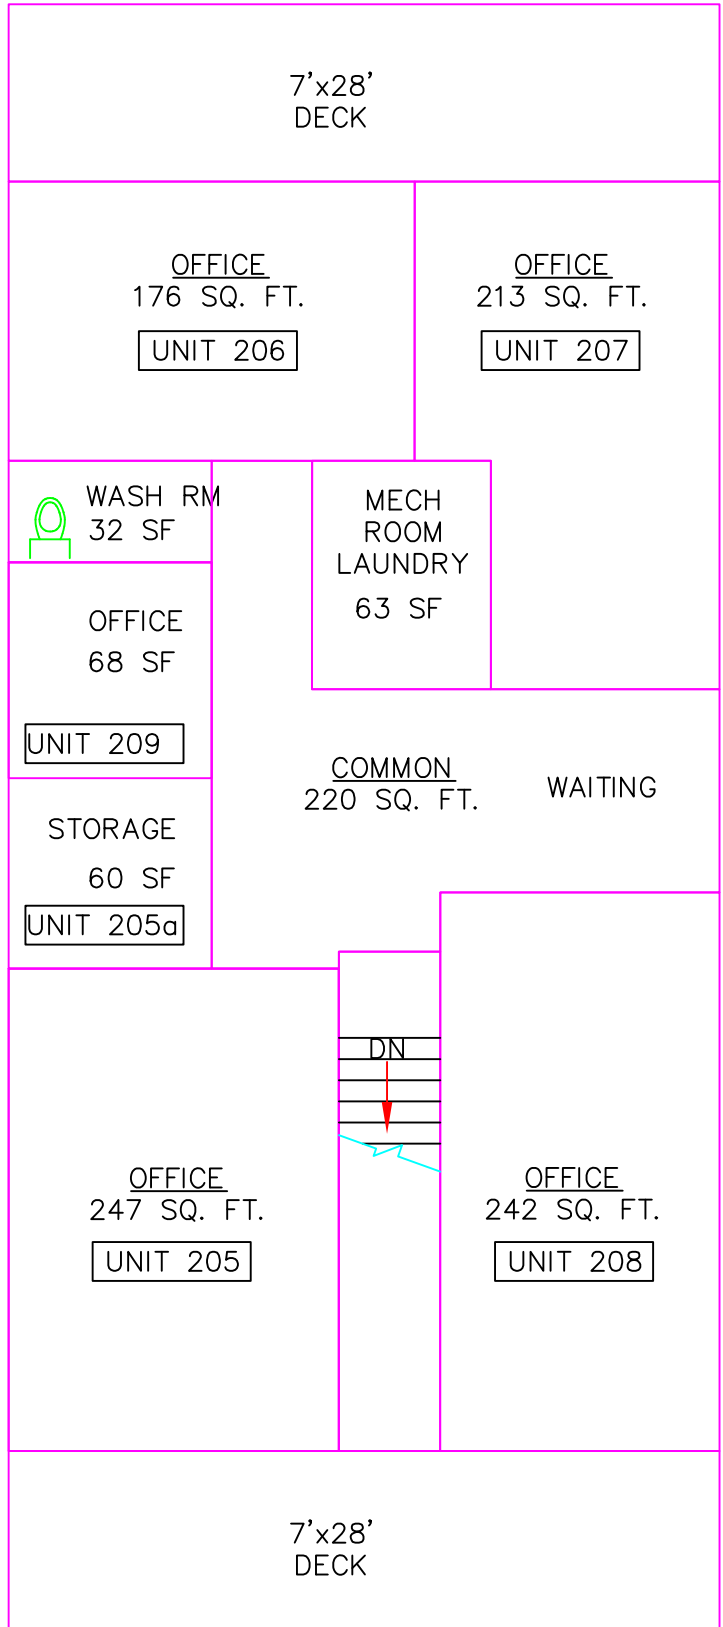 7'x28'
DECK
OFFICE
176 SQ. FT.
UNIT 206
OFFICE
213 SQ. FT.
UNIT 207
WASH RM
32 SF
MECH
ROOM
LAUNDRY
63 SF
OFFICE
68 SF
UNIT 209
COMMON
220 SQ. FT.
WAITING
STORAGE
60 SF
UNIT 205a
DN
OFFICE
247 SQ. FT.
UNIT 205
OFFICE
242 SQ. FT.
UNIT 208
7'x28'
DECK